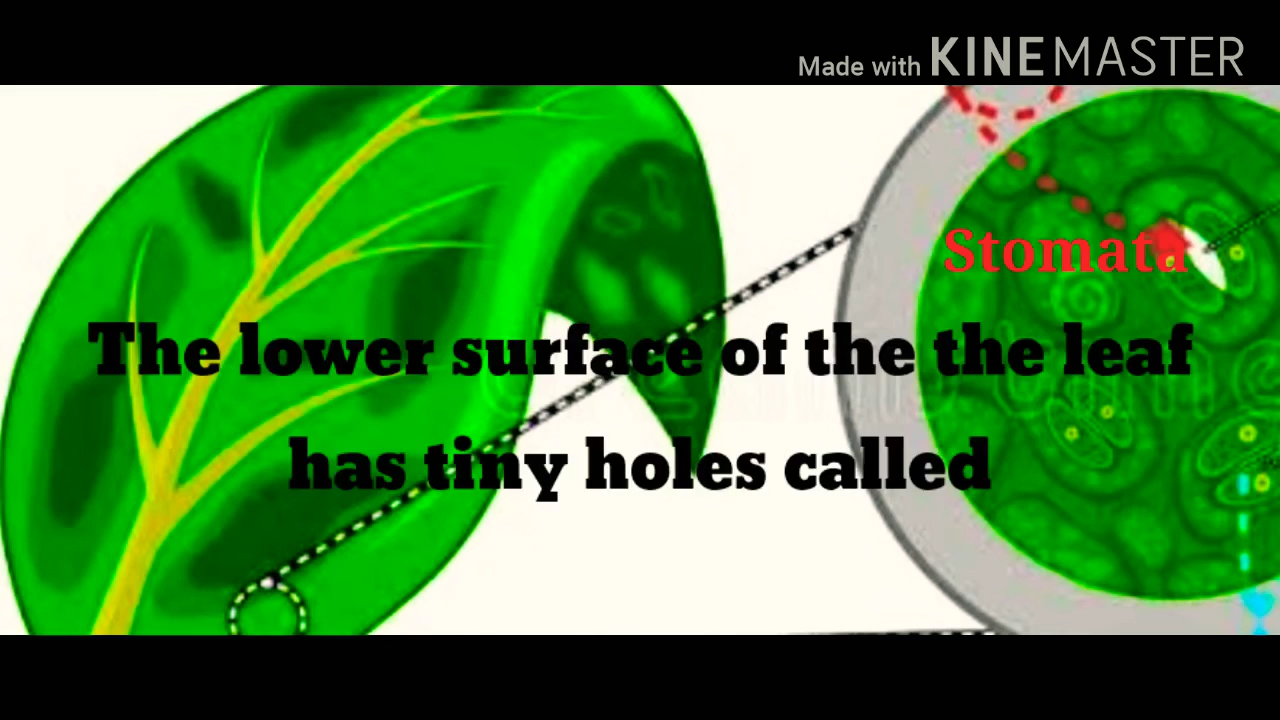 Made with KINEMASTER
Stomata
The lower surface of the the leaf
has tiny holes called